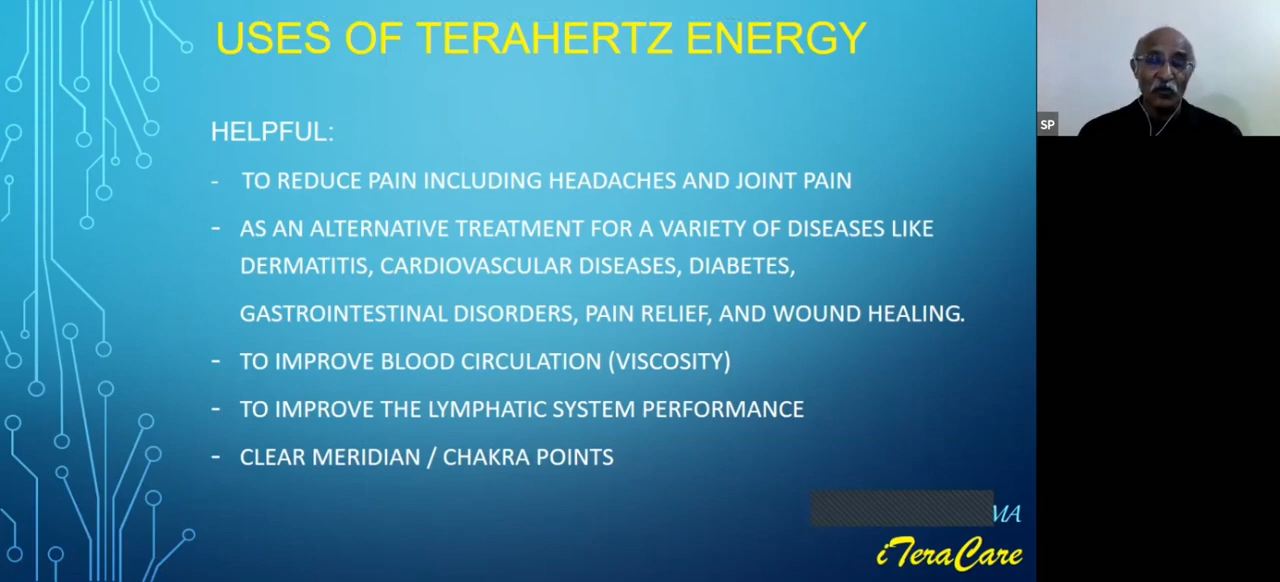 USES OF TERAHERTZ ENERGY
HELPFUL:
- TO REDUCE PAIN INCLUDING HEADACHES AND JOINT PAIN
- AS AN ALTERNATIVE TREATMENT FOR A VARIETY OF DISEASES LIKE
DERMATITIS, CARDIOVASCULAR DISEASES, DIABETES,
GASTROINTESTINAL DISORDERS, PAIN RELIEF, AND WOUND HEALING.
- TO IMPROVE BLOOD CIRCULATION (VISCOSITY)
- TO IMPROVE THE LYMPHATIC SYSTEM PERFORMANCE
- CLEAR MERIDIAN / CHAKRA POINTS
iTeraCare
SP